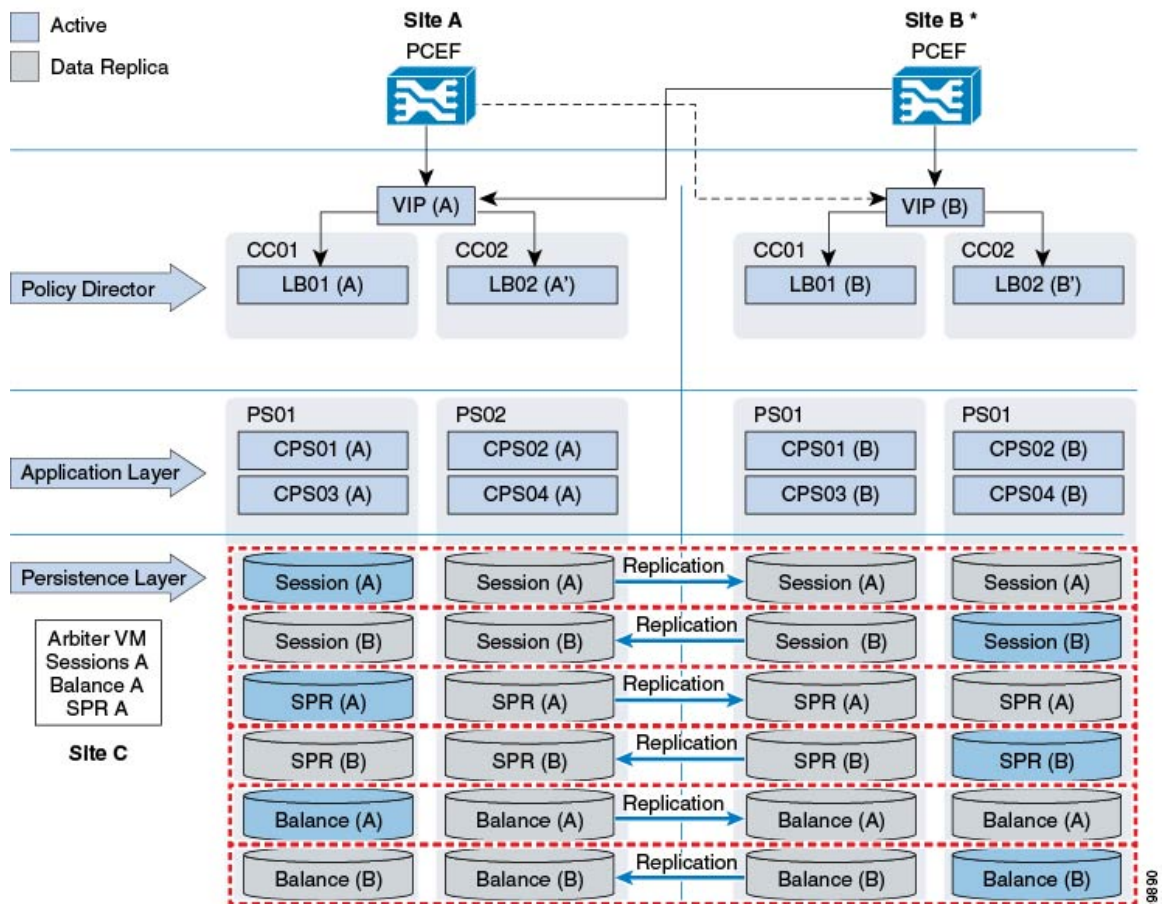 Active
Data Replica
Site A
PCEF
Site B *
PCEF
VIP (A)
VIP (B)
Policy Director
CC01
LB01 (A)
CC02
LB02 (A')
CC01
LB01 (B)
CC02
LB02 (B')
Application Layer
PS01
CPS01 (A)
CPS03 (A)
PS02
CPS02 (A)
CPS04 (A)
PS01
CPS01 (B)
CPS03 (B)
PS01
CPS02 (B)
CPS04 (B)
Persistence Layer
Session (A)
Session (A)
Replication
Session (A)
Session (A)
Session (B)
Session (B)
Replication
Session (B)
Session (B)
SPR (A)
SPR (A)
Replication
SPR (A)
SPR (A)
SPR (B)
SPR (B)
Replication
SPR (B)
SPR (B)
Balance (A)
Balance (A)
Replication
Balance (A)
Balance (A)
Balance (B)
Balance (B)
Replication
Balance (B)
Balance (B)
Arbiter VM
Sessions A
Balance A
SPR A
Site C
9890